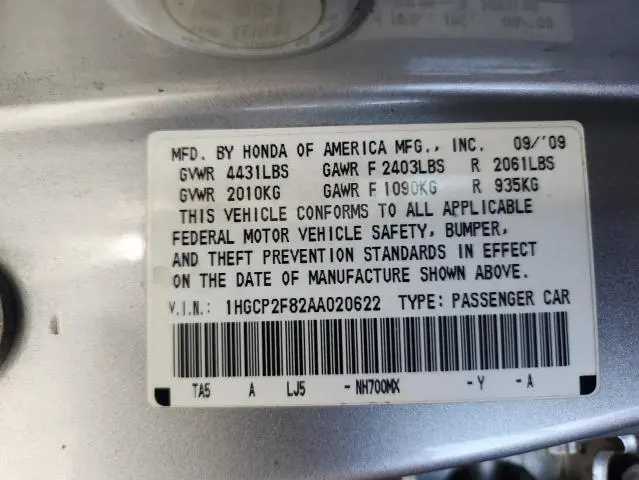 MFD. BY HONDA OF AMERICA MFG., INC. 09/'09
GVWR 4431LBS GAWR F 2403LBS R 2061LBS
GVWR 2010KG GAWR F 1090KG R 935KG
THIS VEHICLE CONFORMS TO ALL APPLICABLE
FEDERAL MOTOR VEHICLE SAFETY, BUMPER,
AND THEFT PREVENTION STANDARDS IN EFFECT
ON THE DATE OF MANUFACTURE SHOWN ABOVE.
V.I.N.: 1HGCP2F82AA020622 TYPE: PASSENGER CAR
TA5 A LJ5 -NH700MX -Y -A